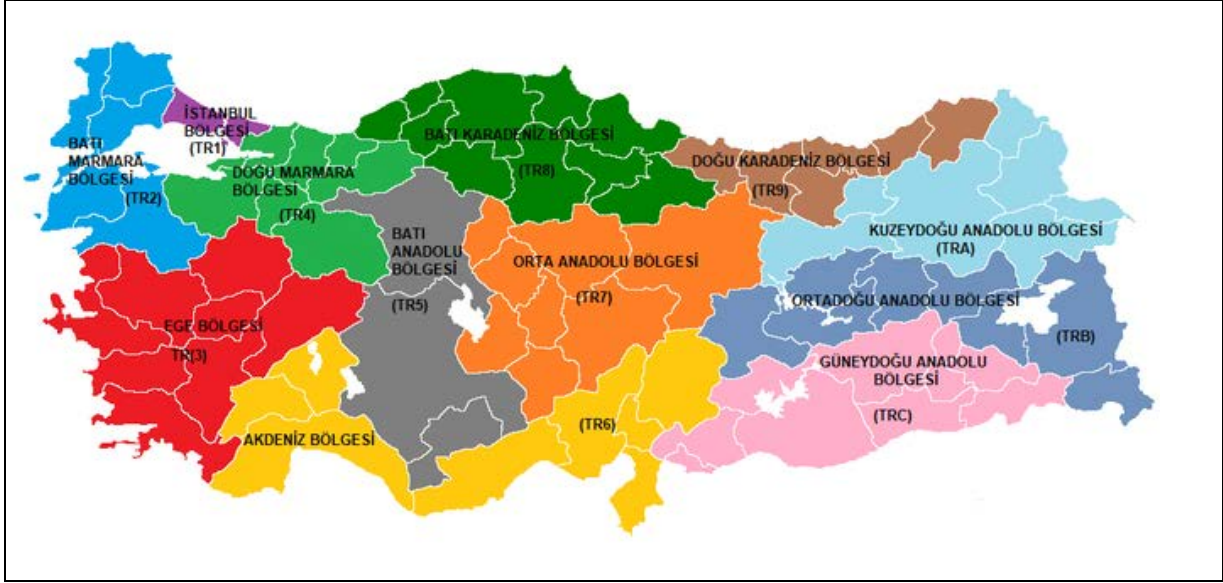 İSTANBUL
BÖLGESİ
(TR1)
BATI
MARMARA
BÖLGESİ
(TR2)
DOĞU MARMARA
BÖLGESİ
(TR4)
BATI KARADENİZ BÖLGESİ
(TR8)
DOĞU KARADENİZ BÖLGESİ
(TR9)
KUZEYDOĞU ANADOLU BÖLGESİ
(TRA)
BATI
ANADOLU
BÖLGESİ
(TR5)
ORTA ANADOLU BÖLGESİ
(TR7)
ORTADOĞU ANADOLU BÖLGESİ
(TRB)
EGE BÖLGESİ
TR(3)
GÜNEYDOĞU ANADOLU
BÖLGESİ
(TRC)
AKDENİZ BÖLGESİ
(TR6)